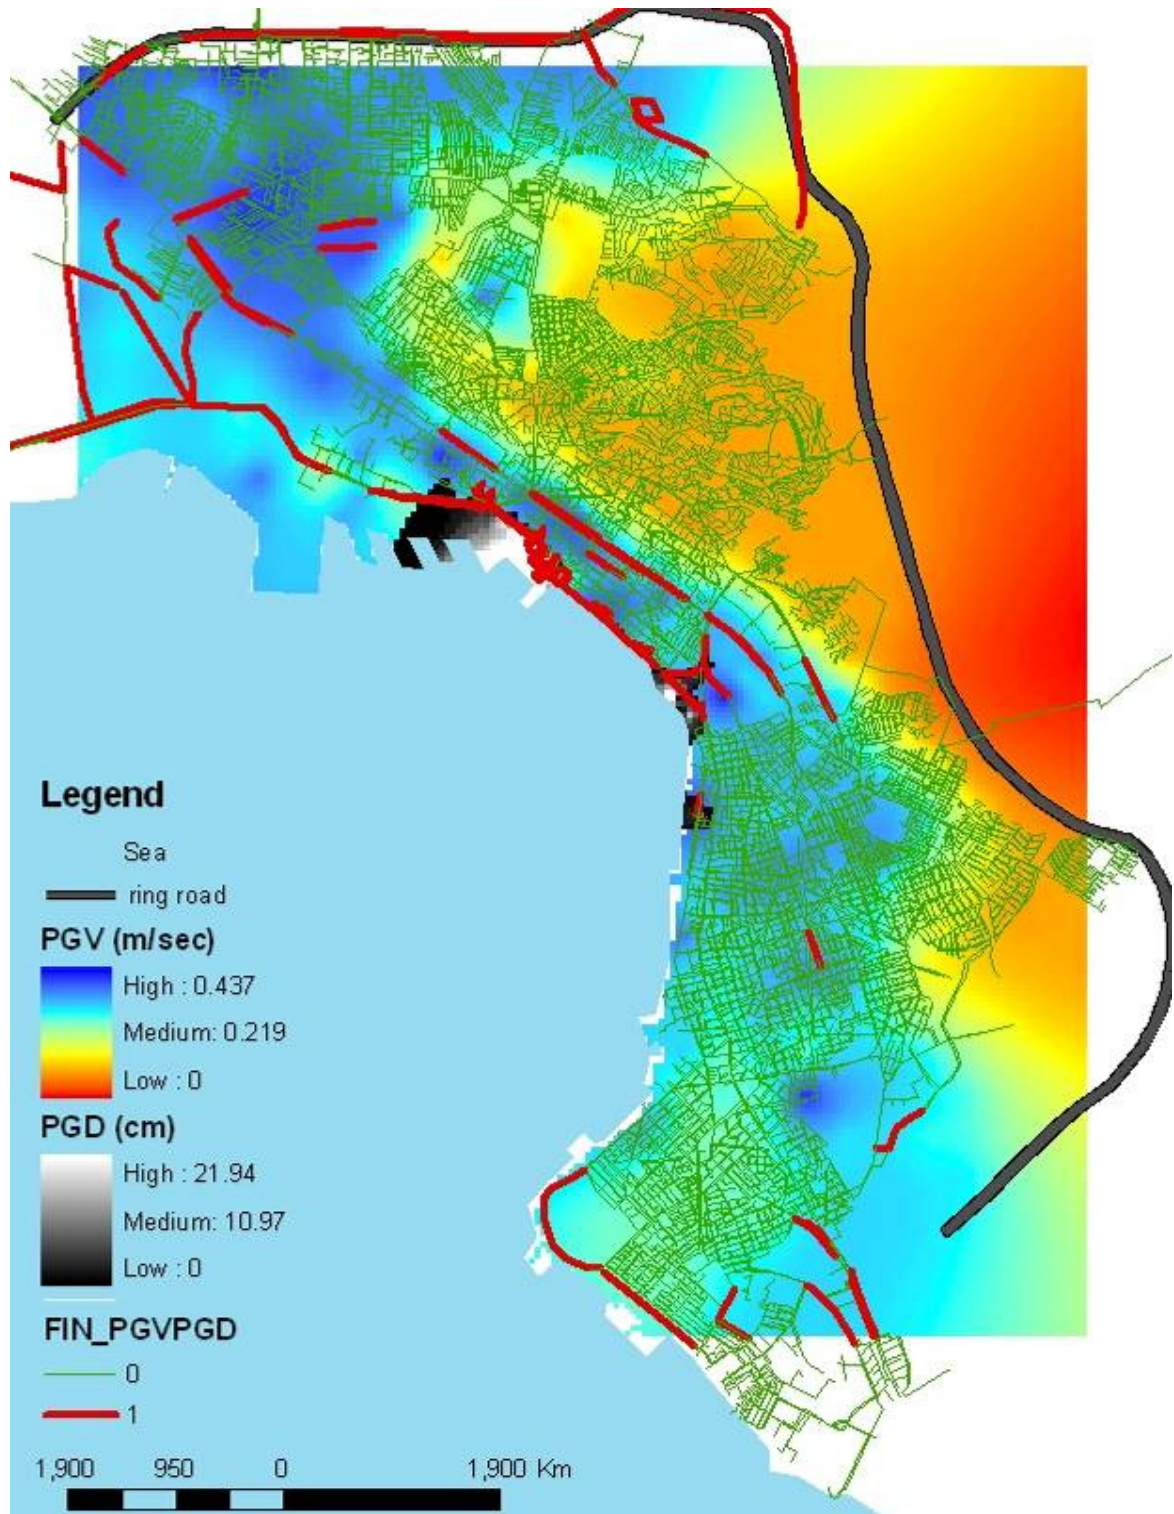 Legend
Sea
ring road
PGV (m/sec)
High : 0.437
Medium: 0.219
Low : 0
PGD (cm)
High : 21.94
Medium: 10.97
Low : 0
FIN_PGVPGD
0
1
1,900 950 0 1,900 Km